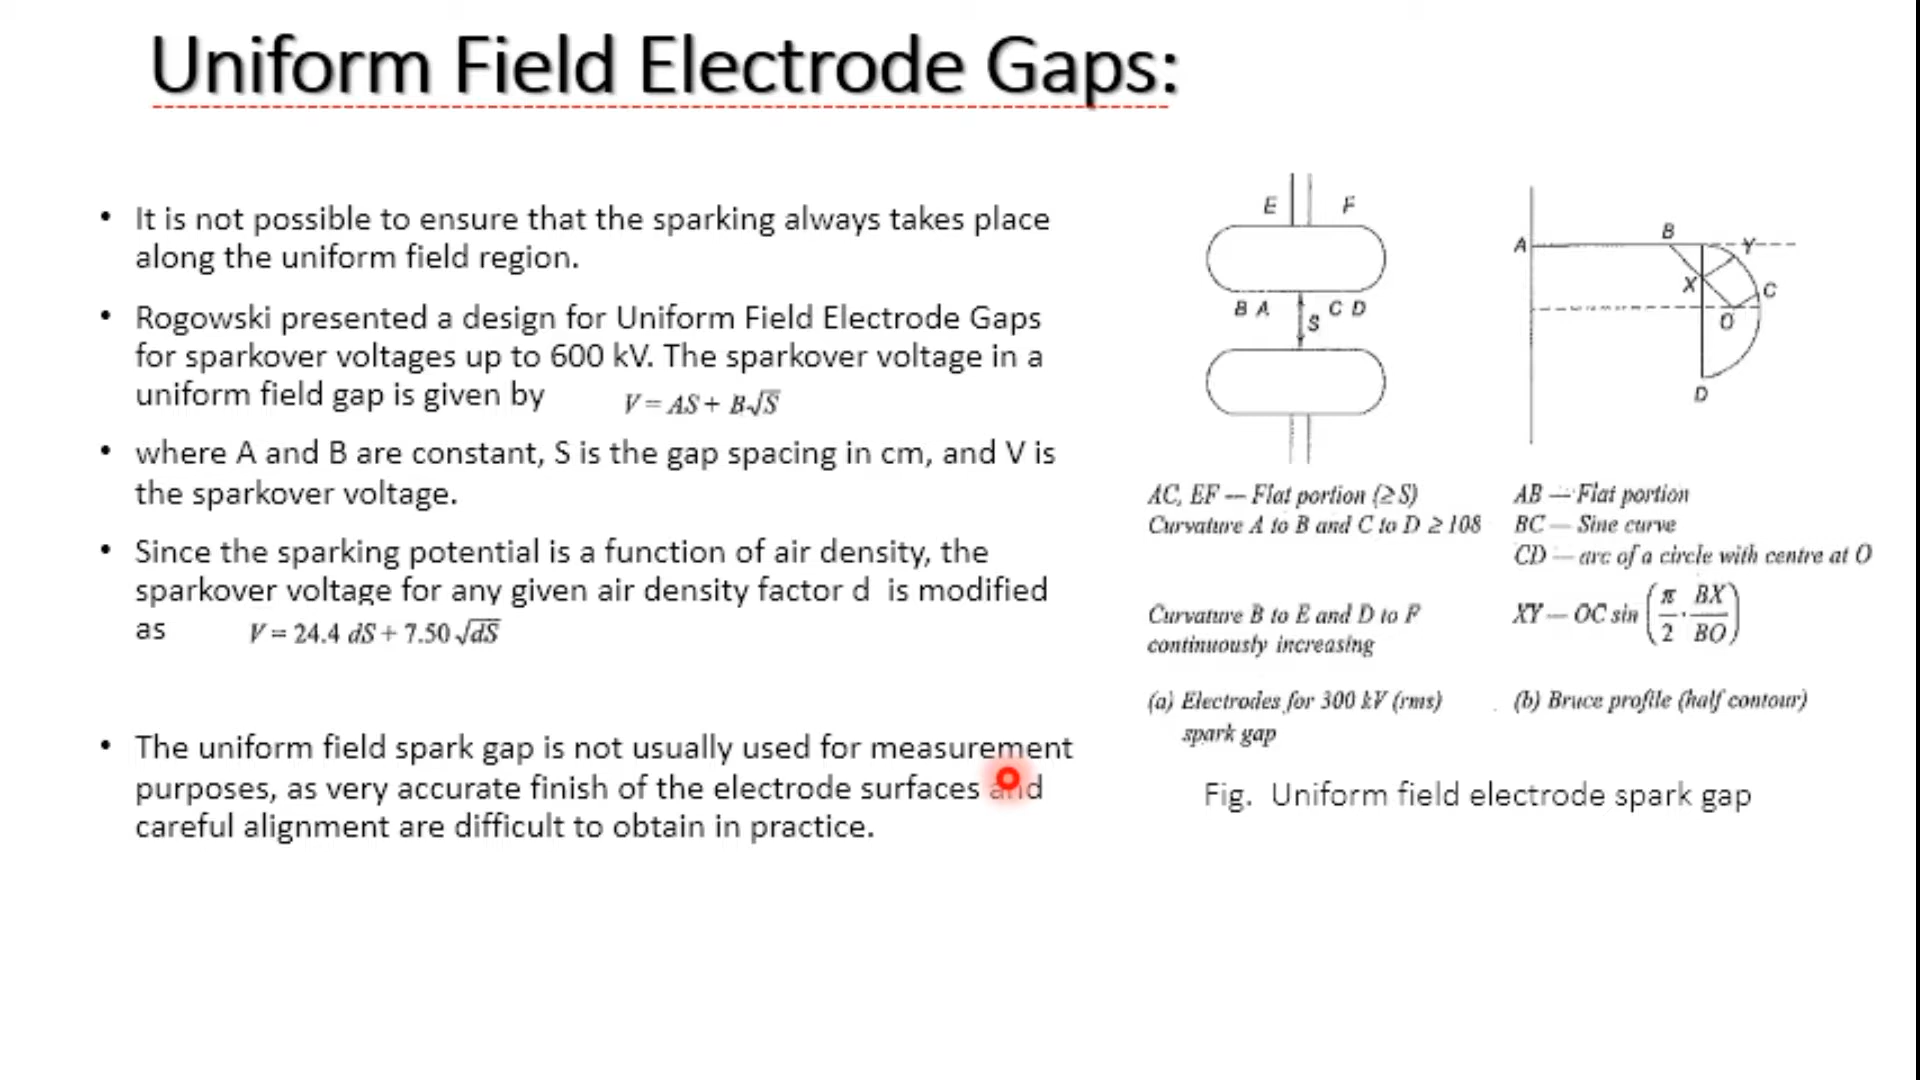 Uniform Field Electrode Gaps:
• It is not possible to ensure that the sparking always takes place
along the uniform field region.
• Rogowski presented a design for Uniform Field Electrode Gaps
for sparkover voltages up to 600 kV. The sparkover voltage in a
uniform field gap is given by V = AS + B√S
• where A and B are constant, S is the gap spacing in cm, and V is
the sparkover voltage.
• Since the sparking potential is a function of air density, the
sparkover voltage for any given air density factor d is modified
as V = 24.4 dS + 7.50 √dS
• The uniform field spark gap is not usually used for measurement
purposes, as very accurate finish of the electrode surfaces and
careful alignment are difficult to obtain in practice.
E F
B A S C D
AC, EF — Flat portion (≥ S)
Curvature A to B and C to D ≥ 108
Curvature B to E and D to F
continuously increasing
(a) Electrodes for 300 kV (rms)
spark gap
A B Y
X C
O
D
AB — Flat portion
BC — Sine curve
CD — arc of a circle with centre at O
XY — OC sin (π/2 · BX/BO)
(b) Bruce profile (half contour)
Fig. Uniform field electrode spark gap